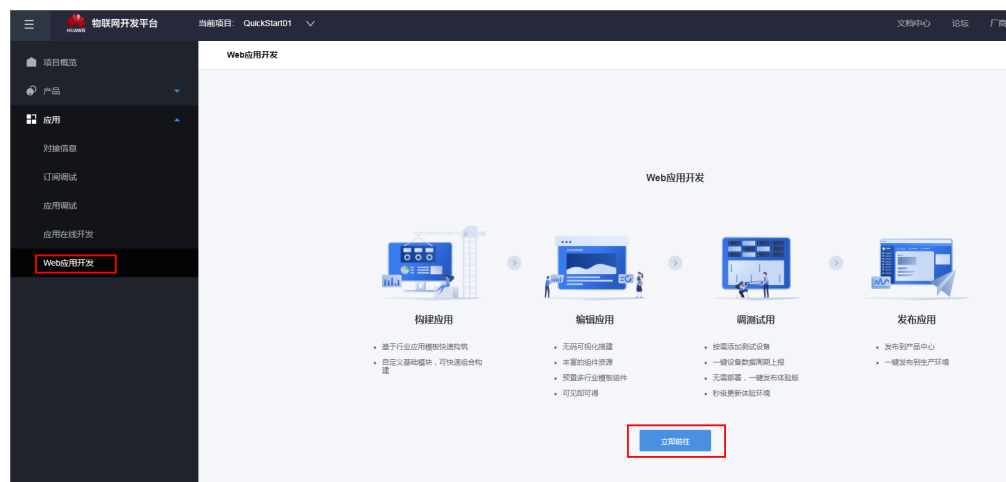 物联网开发平台
HUAWEI
当前项目: QuickStart01
文档中心 论坛 厂商
Web应用开发
项目概览
产品
应用
对接信息
订阅调试
应用调试
应用在线开发
Web应用开发
Web应用开发
构建应用
编辑应用
调测试用
发布应用
• 基于行业应用模板快速构筑
• 自定义基础模块，可快速组合构
建
• 无码可视化搭建
• 丰富的组件资源
• 预置多行业模板组件
• 可见即可得
• 按需添加测试设备
• 一键设备数据周期上报
• 无需部署，一键发布体验版
• 秒级更新体验环境
• 发布到产品中心
• 一键发布到生产环境
立即前往